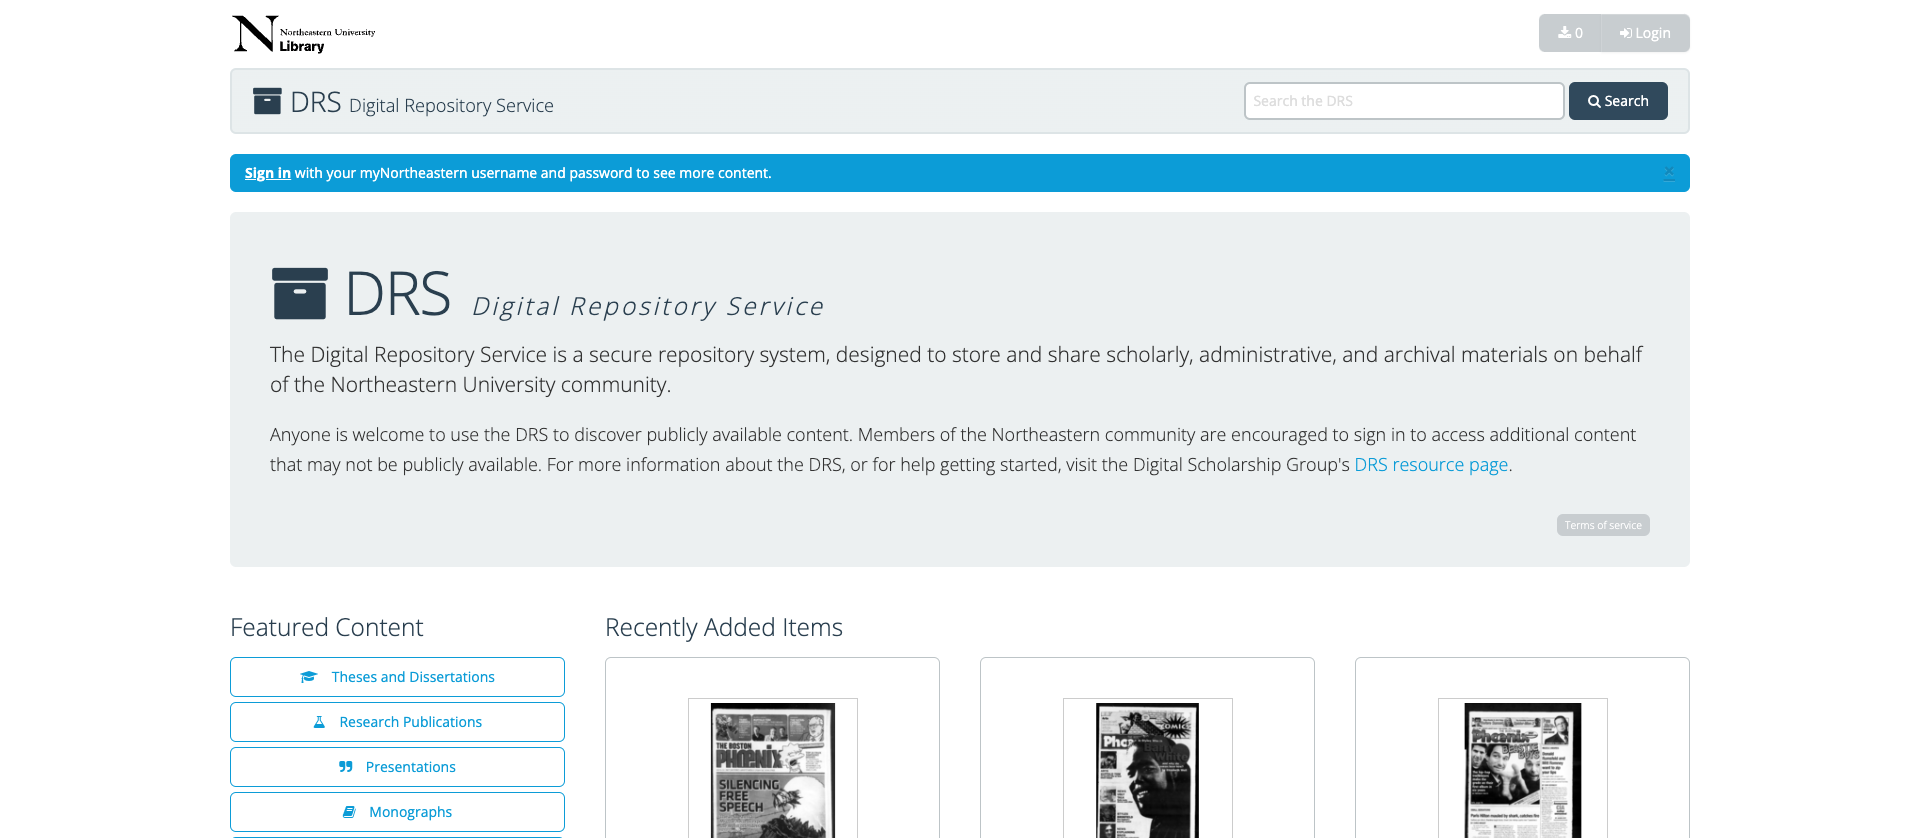 Northeastern University
Library
0
Login
DRS Digital Repository Service
Search the DRS
Search
Sign in with your myNortheastern username and password to see more content.
×
DRS Digital Repository Service
The Digital Repository Service is a secure repository system, designed to store and share scholarly, administrative, and archival materials on behalf
of the Northeastern University community.
Anyone is welcome to use the DRS to discover publicly available content. Members of the Northeastern community are encouraged to sign in to access additional content
that may not be publicly available. For more information about the DRS, or for help getting started, visit the Digital Scholarship Group's DRS resource page.
Terms of service
Featured Content
Theses and Dissertations
Research Publications
Presentations
Monographs
Recently Added Items
THE BOSTON
PHOENIX
SILENCING
FREE
SPEECH
COMICS
Phoenix